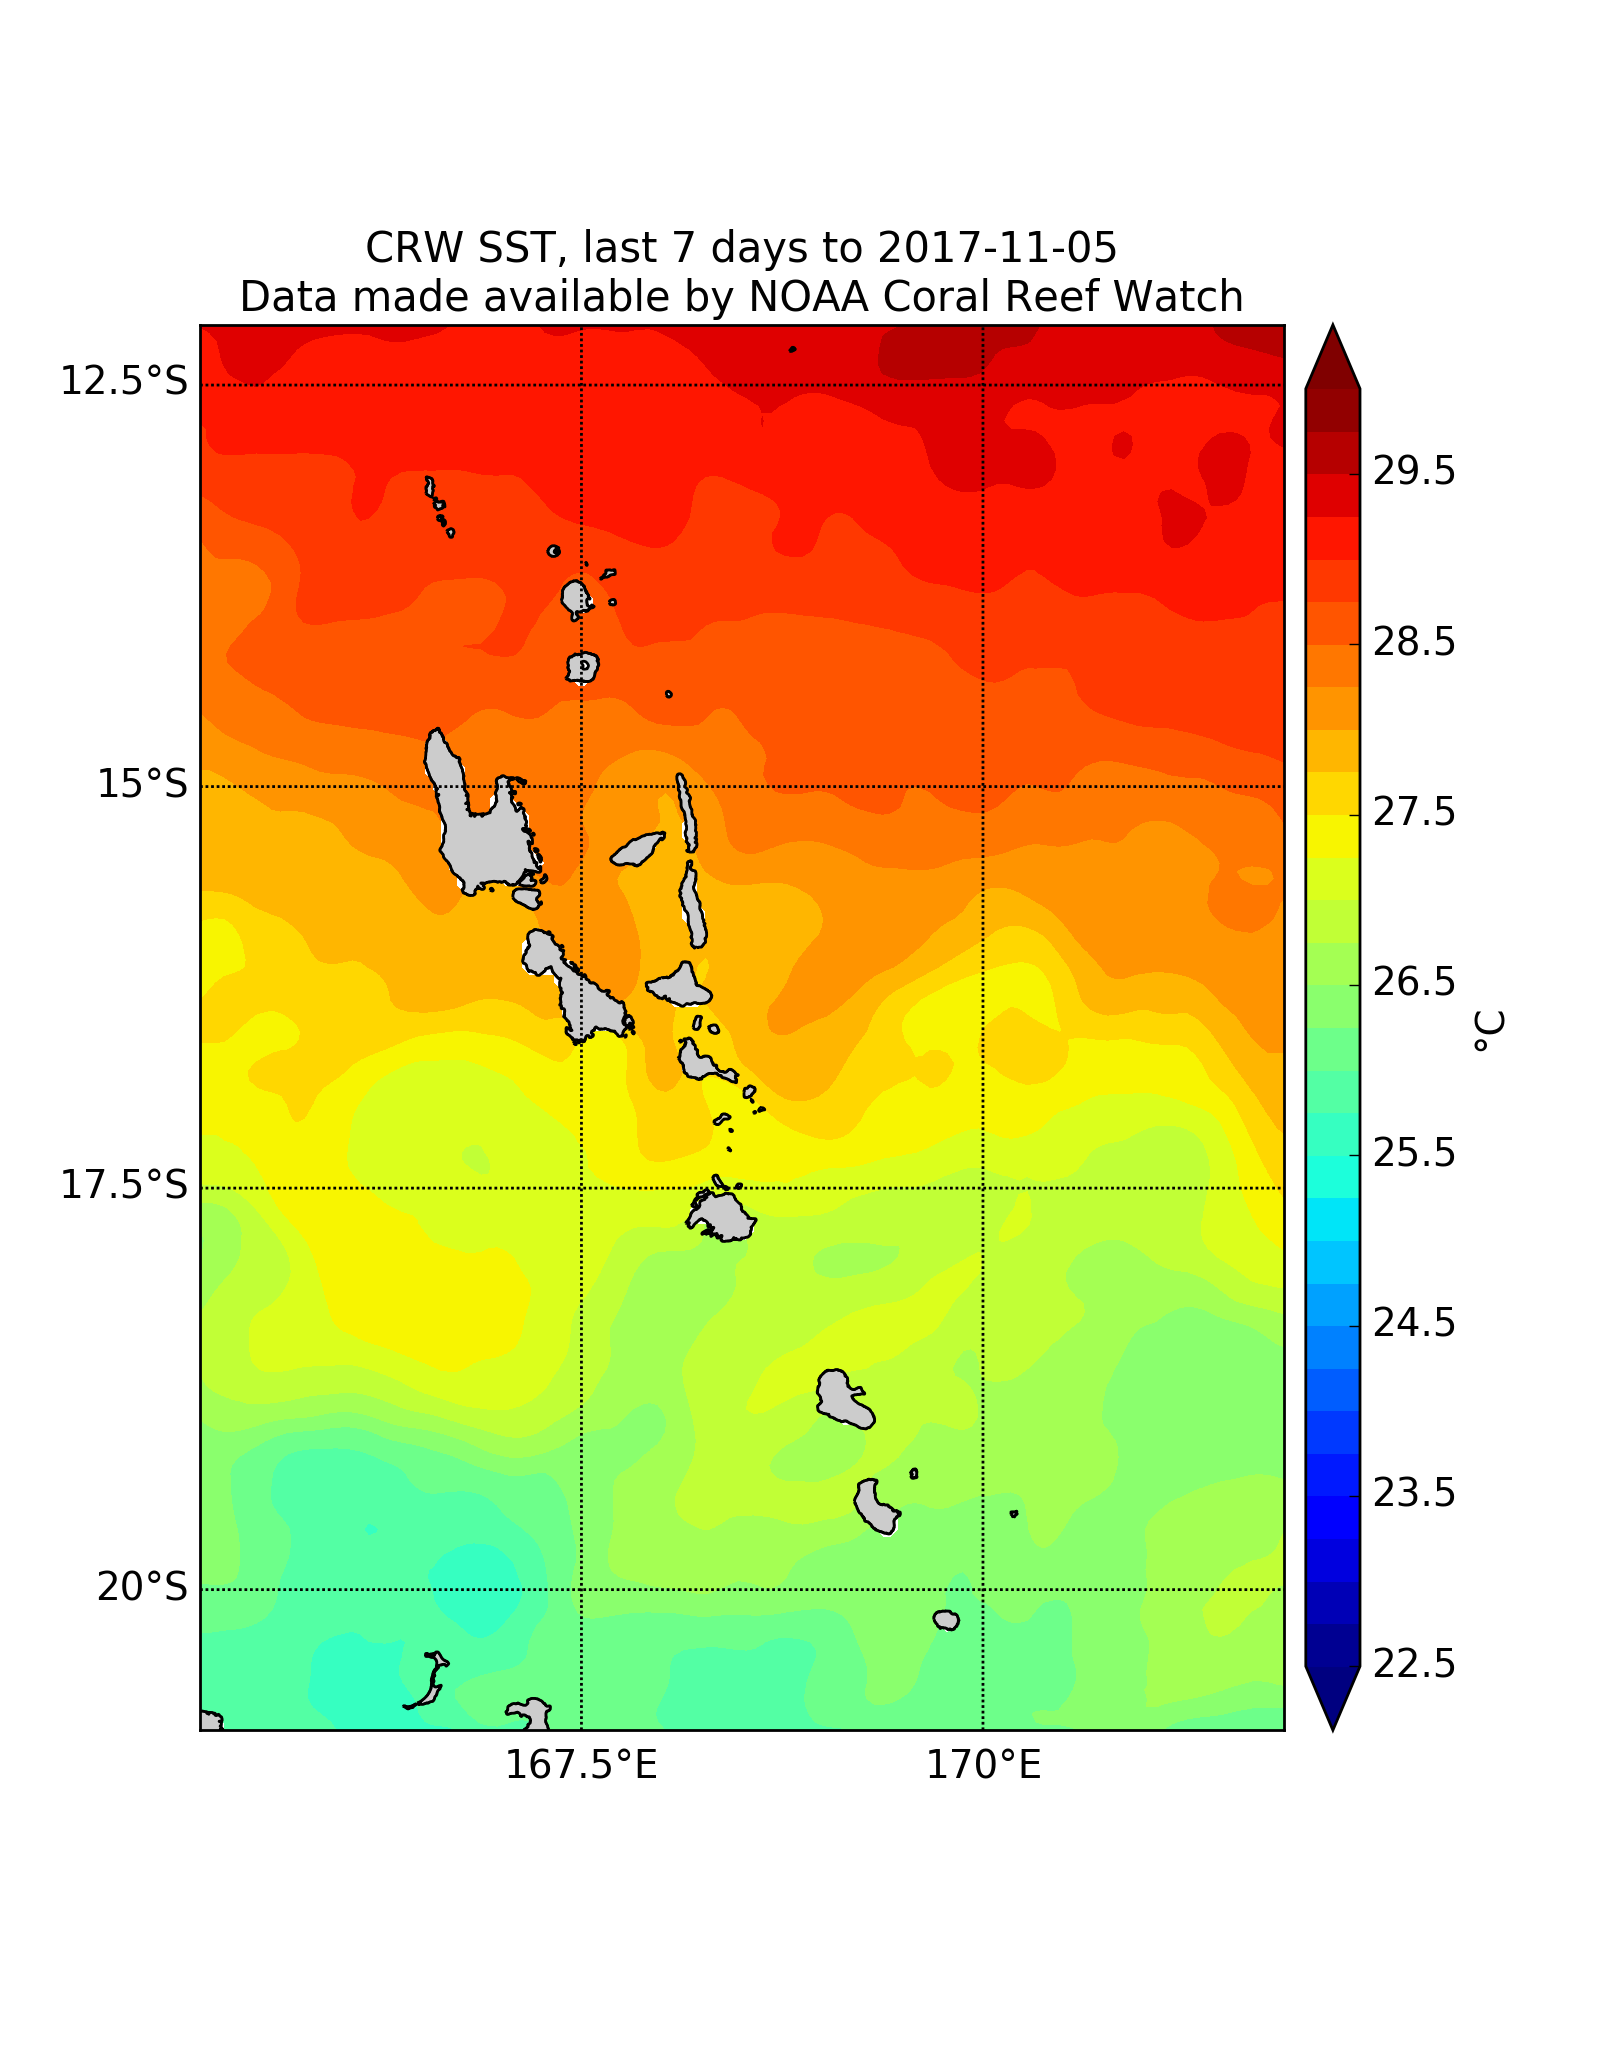 CRW SST, last 7 days to 2017-11-05
Data made available by NOAA Coral Reef Watch
12.5°S
15°S
17.5°S
20°S
167.5°E
170°E
29.5
28.5
27.5
26.5
25.5
24.5
23.5
22.5
°C